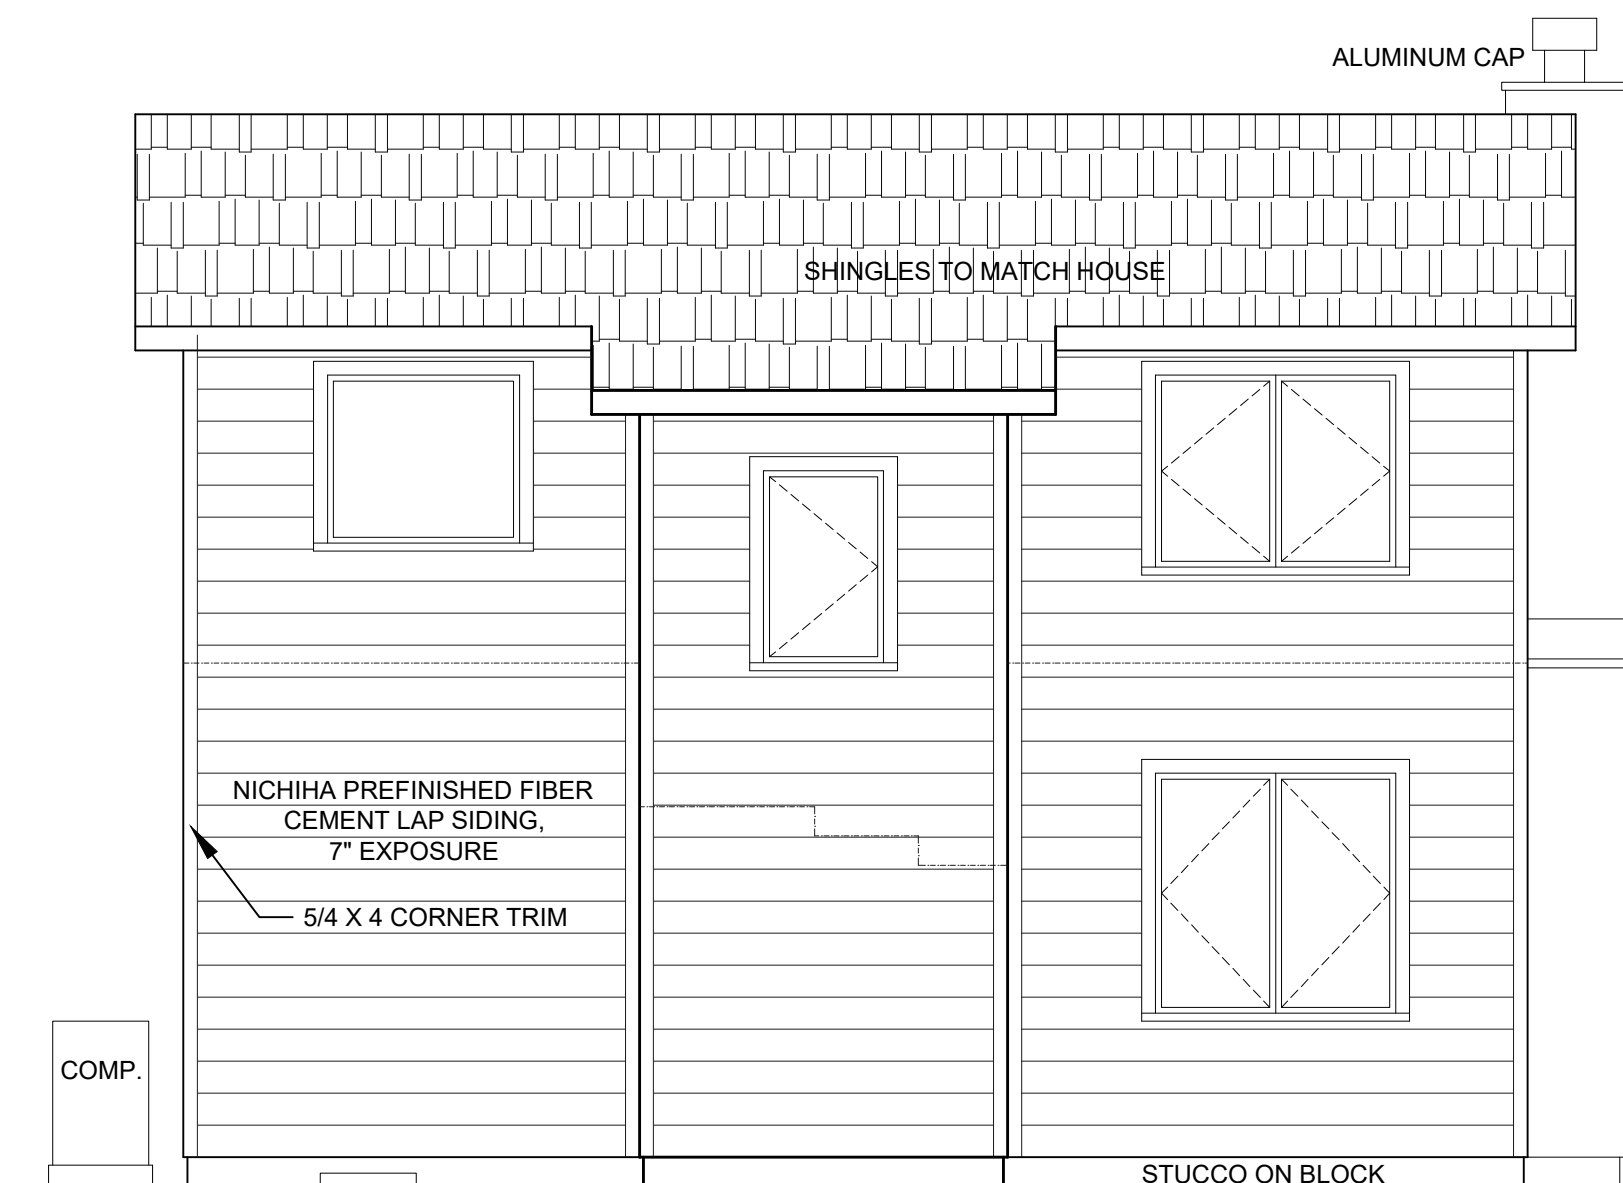 ALUMINUM CAP
SHINGLES TO MATCH HOUSE
NICHIHA PREFINISHED FIBER
CEMENT LAP SIDING,
7" EXPOSURE
5/4 X 4 CORNER TRIM
COMP.
STUCCO ON BLOCK